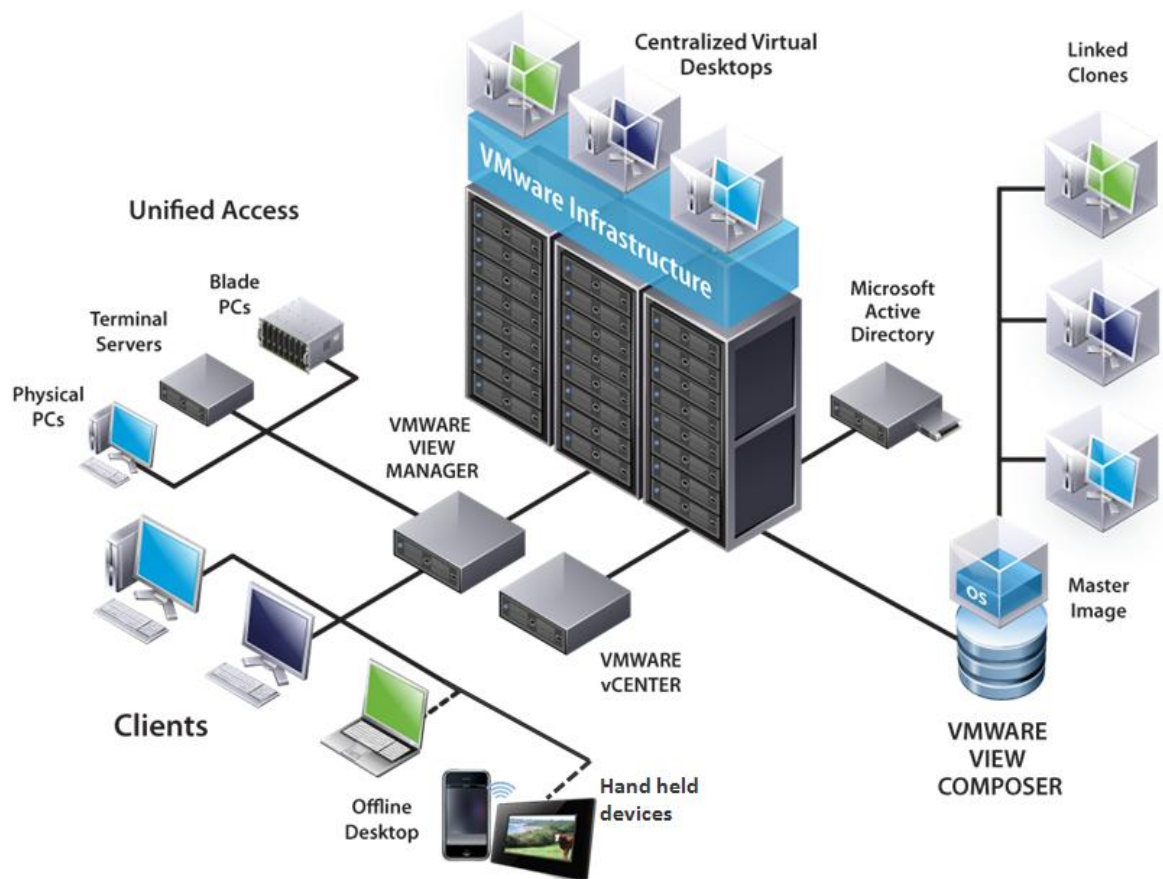 Centralized Virtual
Desktops
Linked
Clones
VMware Infrastructure
Unified Access
Blade
PCs
Terminal
Servers
Physical
PCs
Microsoft
Active
Directory
VMWARE
VIEW
MANAGER
OS
Master
Image
VMWARE
vCENTER
Clients
VMWARE
VIEW
COMPOSER
Offline
Desktop
Hand held
devices